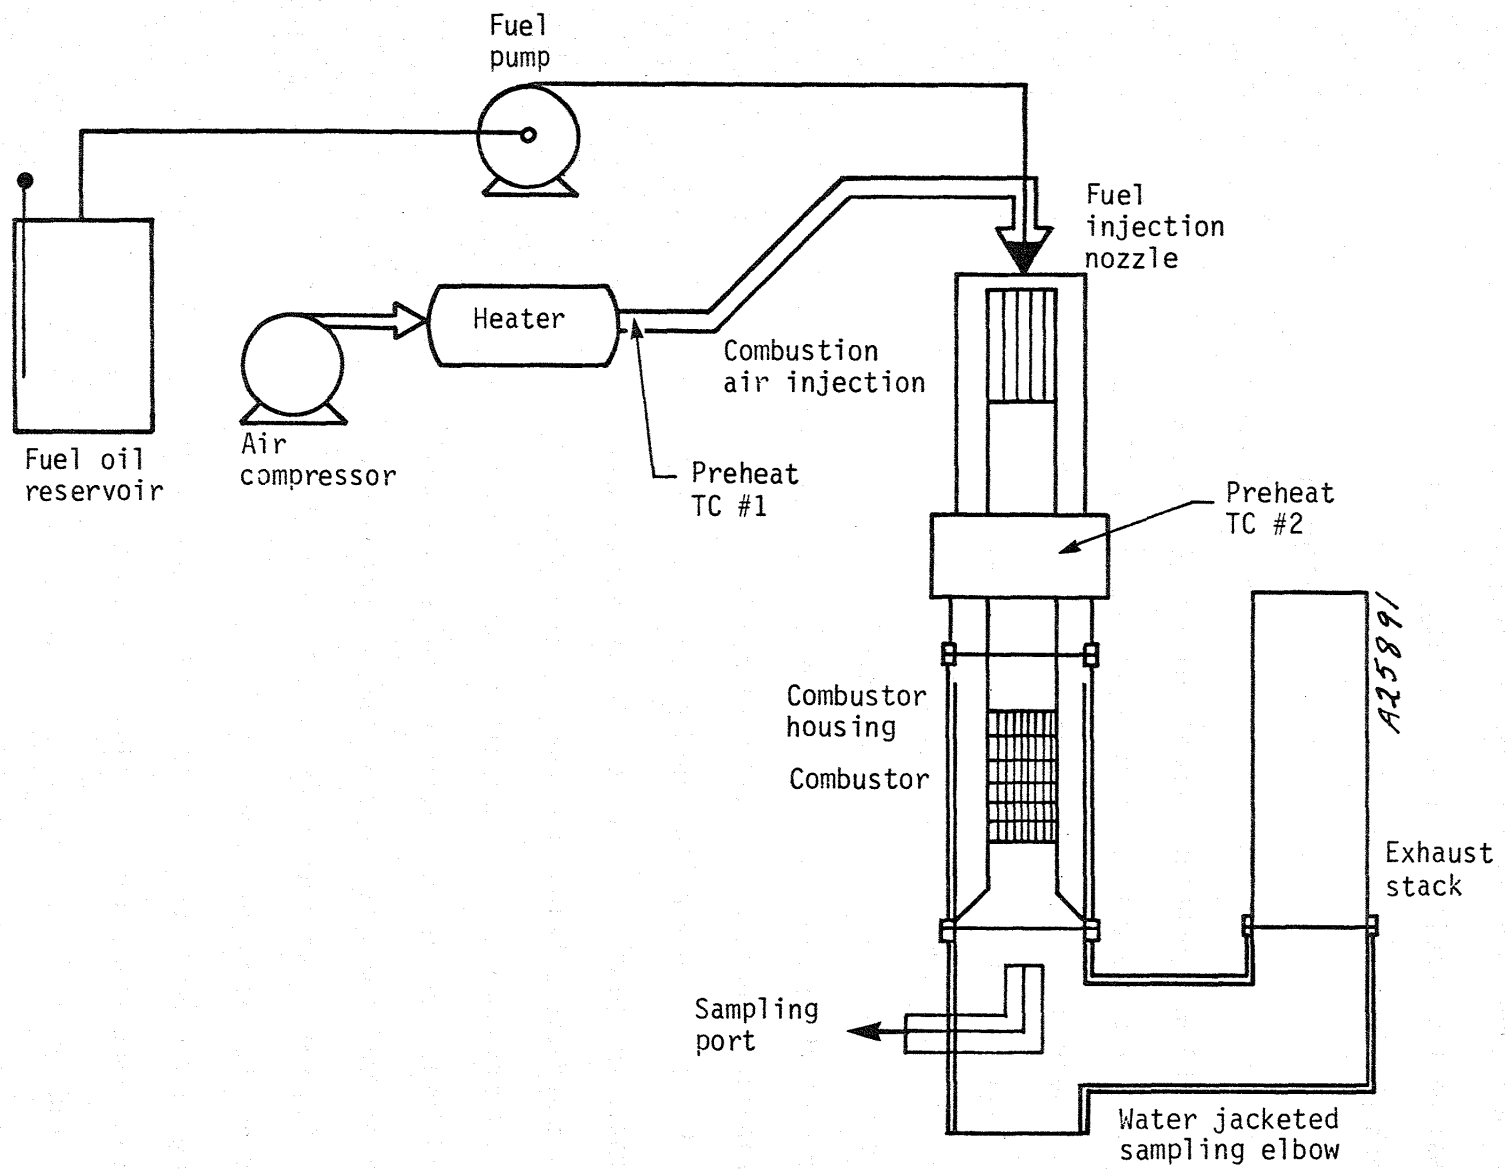 Fuel
pump
Fuel
injection
nozzle
Heater
Combustion
air injection
Air
compressor
Fuel oil
reservoir
Preheat
TC #1
Preheat
TC #2
A25891
Combustor
housing
Combustor
Exhaust
stack
Sampling
port
Water jacketed
sampling elbow